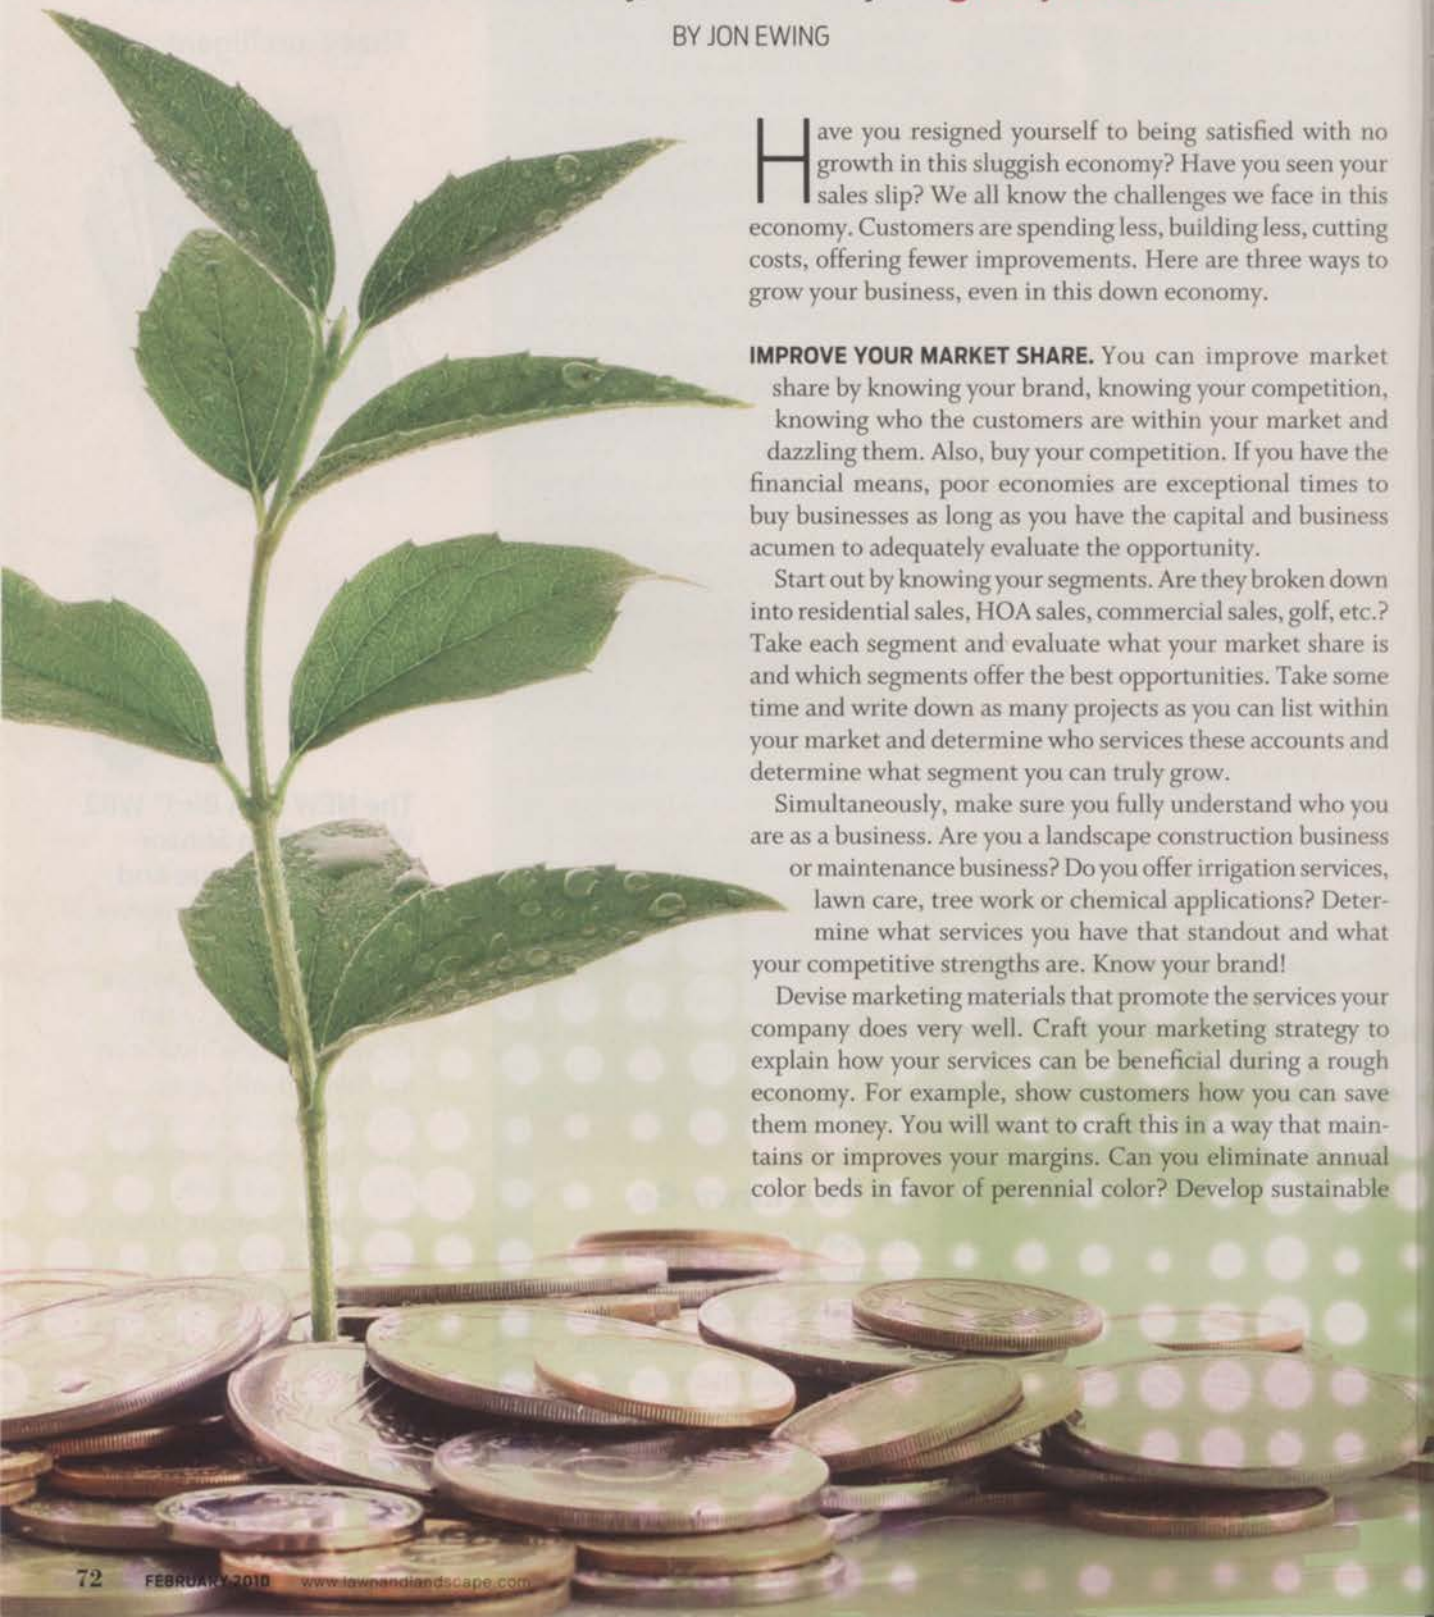 BY JON EWING
Have you resigned yourself to being satisfied with no
growth in this sluggish economy? Have you seen your
sales slip? We all know the challenges we face in this
economy. Customers are spending less, building less, cutting
costs, offering fewer improvements. Here are three ways to
grow your business, even in this down economy.
IMPROVE YOUR MARKET SHARE. You can improve market
share by knowing your brand, knowing your competition,
knowing who the customers are within your market and
dazzling them. Also, buy your competition. If you have the
financial means, poor economies are exceptional times to
buy businesses as long as you have the capital and business
acumen to adequately evaluate the opportunity.
Start out by knowing your segments. Are they broken down
into residential sales, HOA sales, commercial sales, golf, etc.?
Take each segment and evaluate what your market share is
and which segments offer the best opportunities. Take some
time and write down as many projects as you can list within
your market and determine who services these accounts and
determine what segment you can truly grow.
Simultaneously, make sure you fully understand who you
are as a business. Are you a landscape construction business
or maintenance business? Do you offer irrigation services,
lawn care, tree work or chemical applications? Deter-
mine what services you have that standout and what
your competitive strengths are. Know your brand!
Devise marketing materials that promote the services your
company does very well. Craft your marketing strategy to
explain how your services can be beneficial during a rough
economy. For example, show customers how you can save
them money. You will want to craft this in a way that main-
tains or improves your margins. Can you eliminate annual
color beds in favor of perennial color? Develop sustainable
72 FEBRUARY 2010 www.lawnandlandscape.com